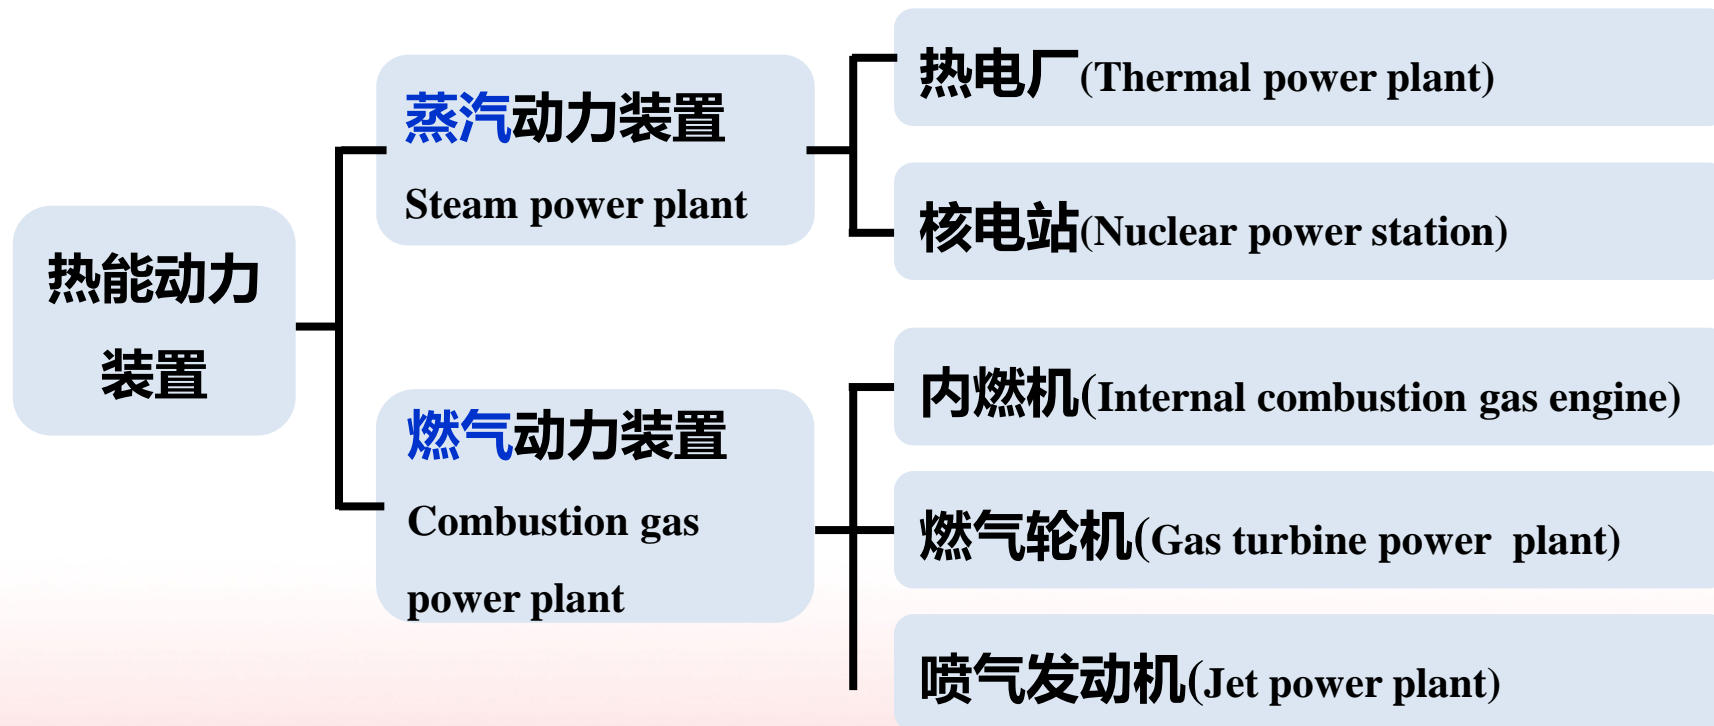 热能动力
装置
蒸汽动力装置
Steam power plant
燃气动力装置
Combustion gas
power plant
热电厂(Thermal power plant)
核电站(Nuclear power station)
内燃机(Internal combustion gas engine)
燃气轮机(Gas turbine power  plant)
喷气发动机(Jet power plant)